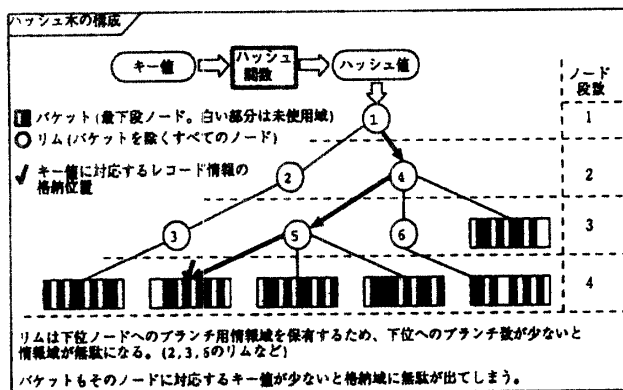 ハッシュ木の構成
キー値
ハッシュ
関数
ハッシュ値
ノード
段数
バケット(最下段ノード。白い部分は未使用域)
リム(バケットを除くすべてのノード)
キー値に対応するレコード情報の
格納位置
1
1
2
4
2
3
5
6
3
4
リムは下位ノードへのブランチ用情報域を保有するため、下位へのブランチ数が少ないと
情報域が無駄になる。(2,3,6のリムなど)
バケットもそのノードに対応するキー値が少ないと格納域に無駄が出てしまう。